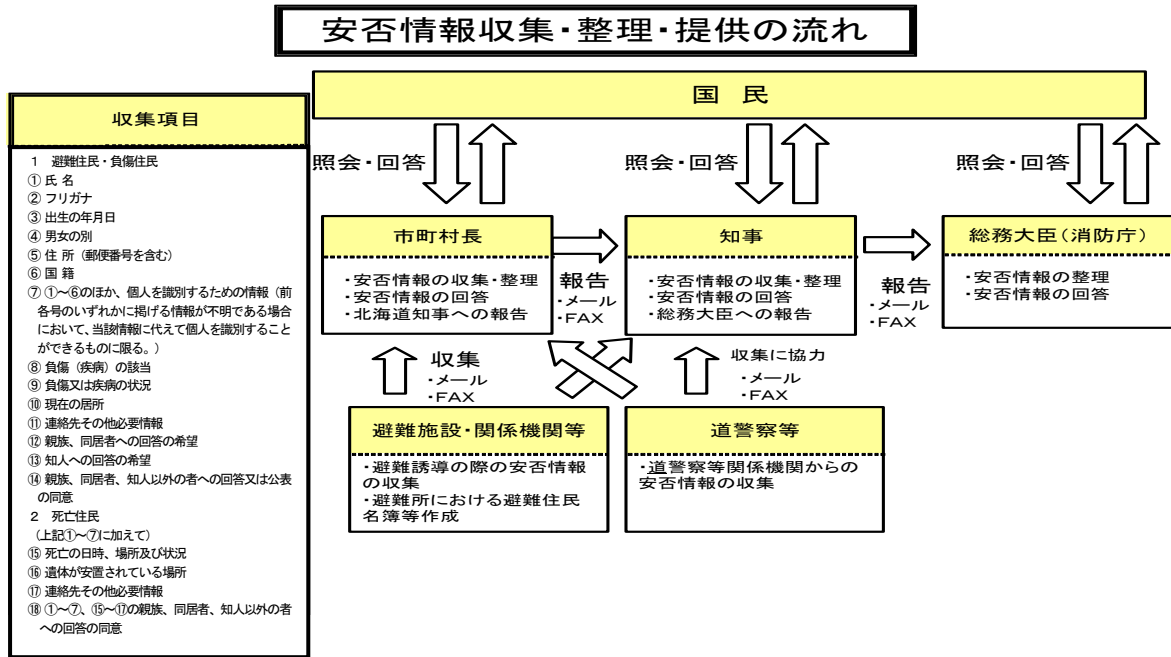 安否情報収集・整理・提供の流れ
国 民
収集項目
1 避難住民・負傷住民
① 氏 名
② フリガナ
③ 出生の年月日
④ 男女の別
⑤ 住 所（郵便番号を含む）
⑥ 国 籍
⑦ ①～⑥のほか、個人を識別するための情報（前
各号のいずれかに掲げる情報が不明である場合
において、当該情報に代えて個人を識別すること
ができるものに限る。）
⑧ 負傷（疾病）の該当
⑨ 負傷又は疾病の状況
⑩ 現在の居所
⑪ 連絡先その他必要情報
⑫ 親族、同居者への回答の希望
⑬ 知人への回答の希望
⑭ 親族、同居者、知人以外の者への回答又は公表
の同意
2 死亡住民
（上記①～⑦に加えて）
⑮ 死亡の日時、場所及び状況
⑯ 遺体が安置されている場所
⑰ 連絡先その他必要情報
⑱ ①～⑦、⑮～⑰の親族、同居者、知人以外の者
への回答の同意
照会・回答
照会・回答
照会・回答
市町村長
・安否情報の収集・整理
・安否情報の回答
・北海道知事への報告
報告
・メール
・FAX
知事
・安否情報の収集・整理
・安否情報の回答
・総務大臣への報告
報告
・メール
・FAX
総務大臣（消防庁）
・安否情報の整理
・安否情報の回答
収集
・メール
・FAX
収集に協力
・メール
・FAX
避難施設・関係機関等
・避難誘導の際の安否情報
の収集
・避難所における避難住民
名簿等作成
道警察等
・道警察等関係機関からの
安否情報の収集